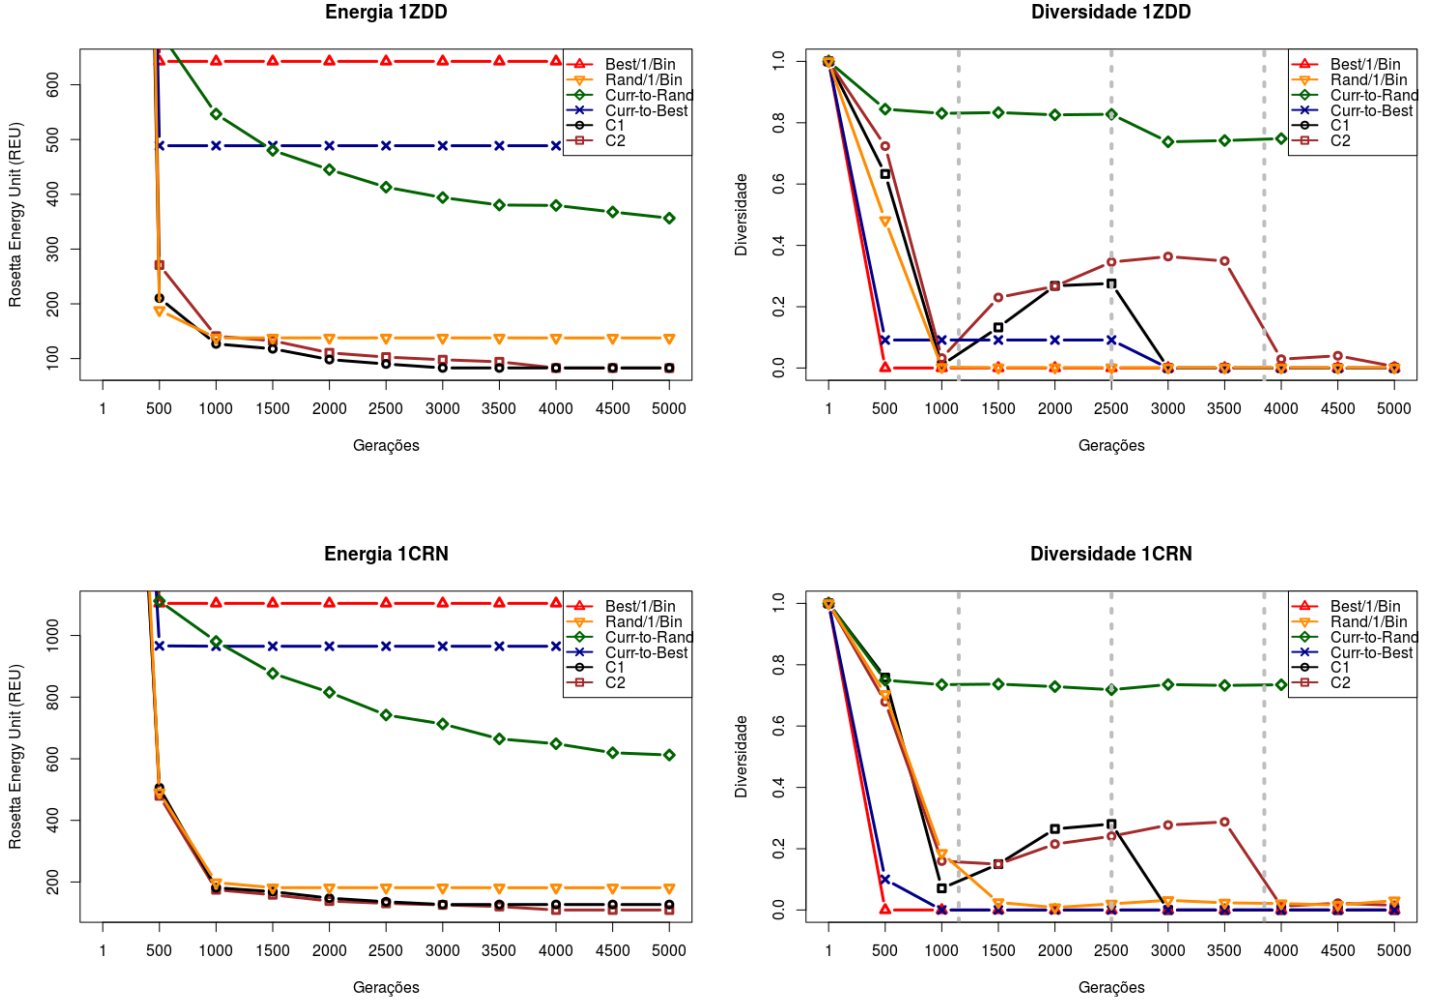 Energia 1ZDD
Rosetta Energy Unit (REU)
600
500
400
300
200
100
1 500 1000 1500 2000 2500 3000 3500 4000 4500 5000
Gerações
Best/1/Bin
Rand/1/Bin
Curr-to-Rand
Curr-to-Best
C1
C2
Diversidade 1ZDD
Diversidade
1.0
0.8
0.6
0.4
0.2
0.0
1 500 1000 1500 2000 2500 3000 3500 4000 4500 5000
Gerações
Best/1/Bin
Rand/1/Bin
Curr-to-Rand
Curr-to-Best
C1
C2
Energia 1CRN
Rosetta Energy Unit (REU)
1000
800
600
400
200
1 500 1000 1500 2000 2500 3000 3500 4000 4500 5000
Gerações
Best/1/Bin
Rand/1/Bin
Curr-to-Rand
Curr-to-Best
C1
C2
Diversidade 1CRN
Diversidade
1.0
0.8
0.6
0.4
0.2
0.0
1 500 1000 1500 2000 2500 3000 3500 4000 4500 5000
Gerações
Best/1/Bin
Rand/1/Bin
Curr-to-Rand
Curr-to-Best
C1
C2